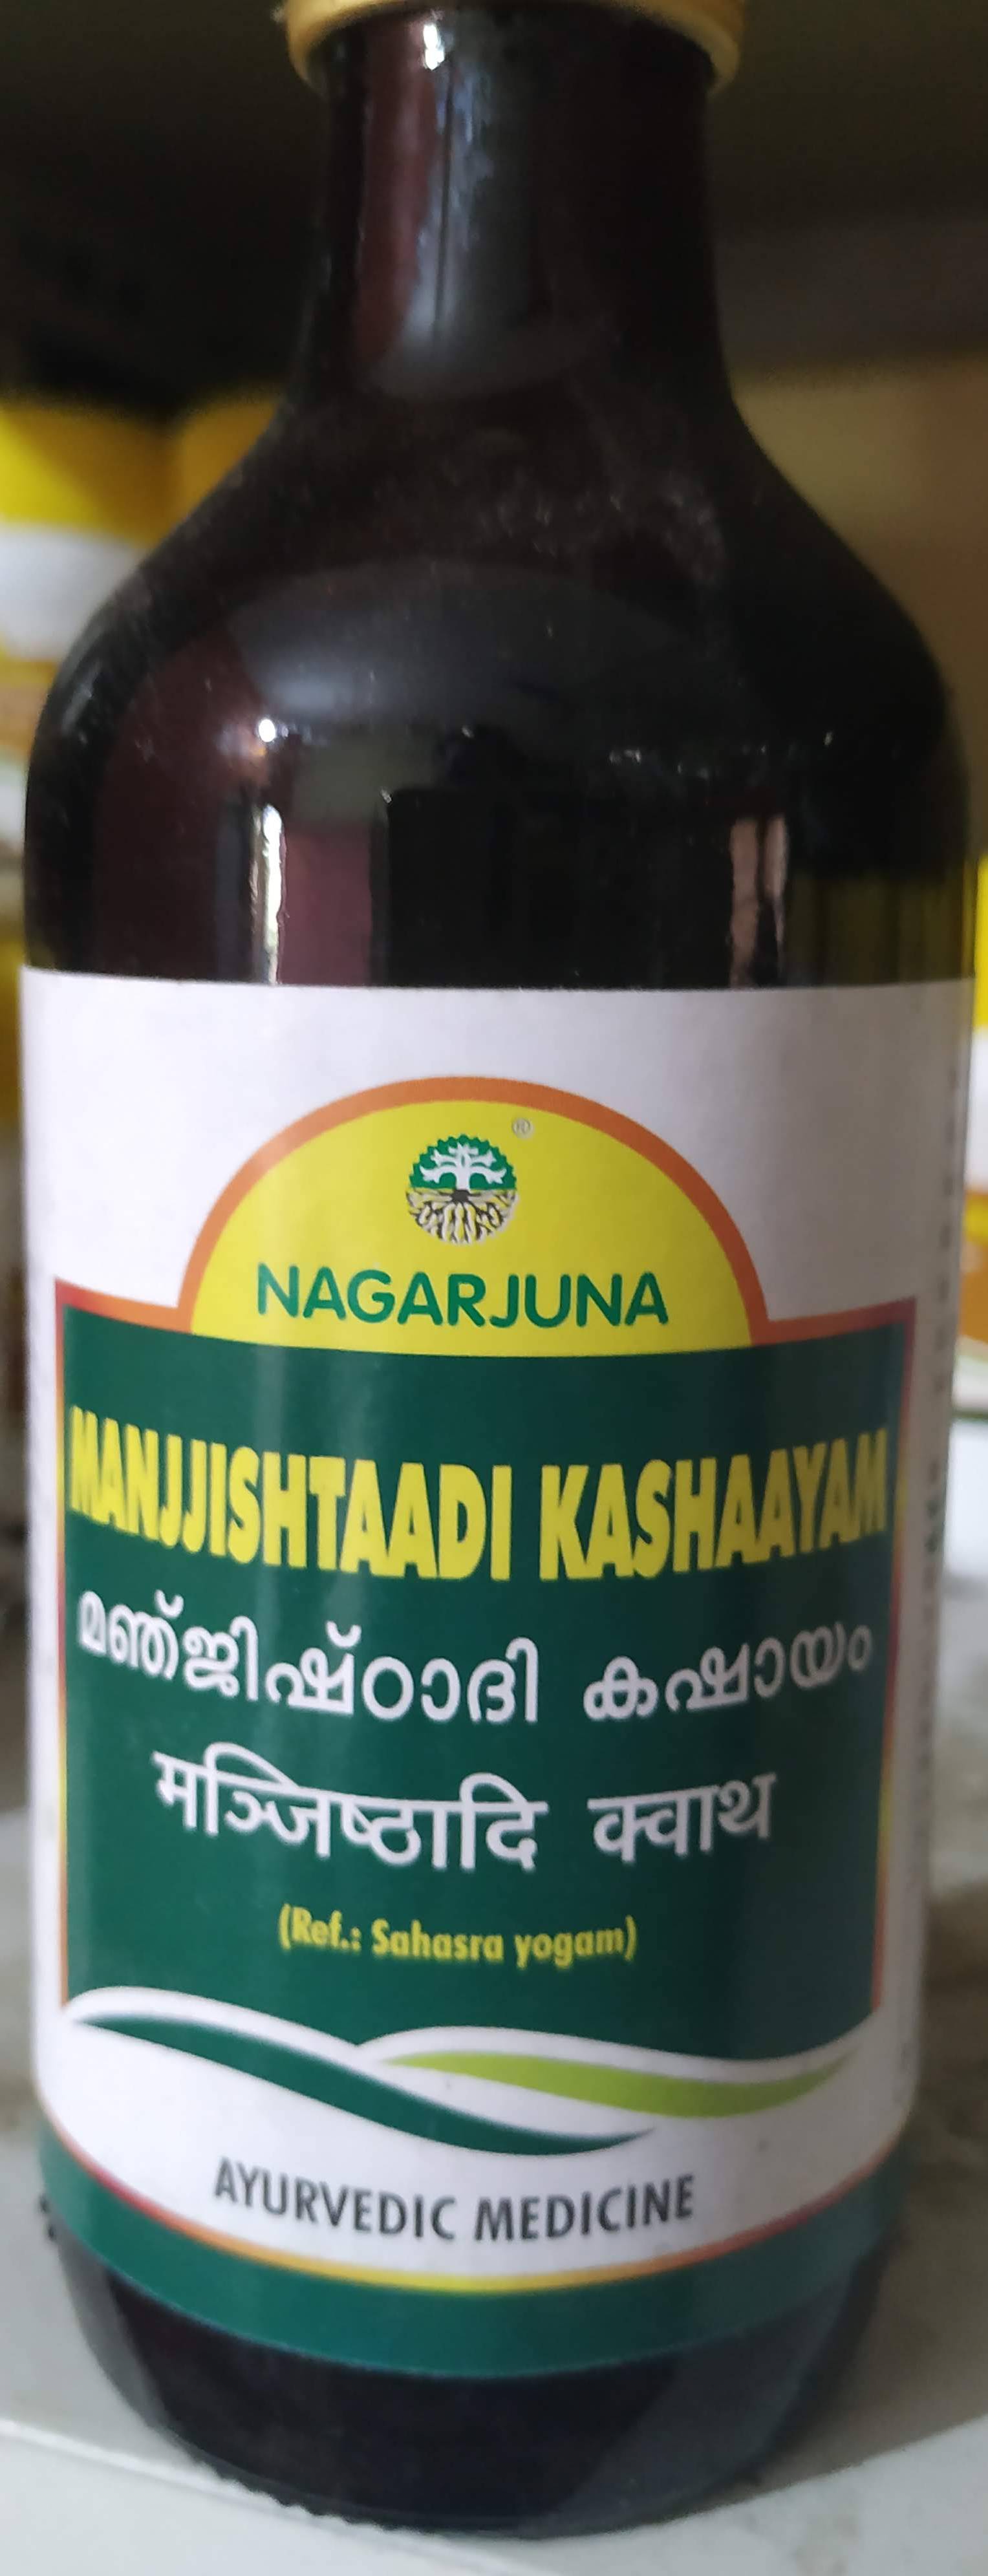 ®
NAGARJUNA
MANJJISHTAADI KASHAAYAM
മഞ്ജിഷ്ഠാദി കഷായം
मञ्जिष्ठादि क्वाथ
(Ref.: Sahasra yogam)
AYURVEDIC MEDICINE